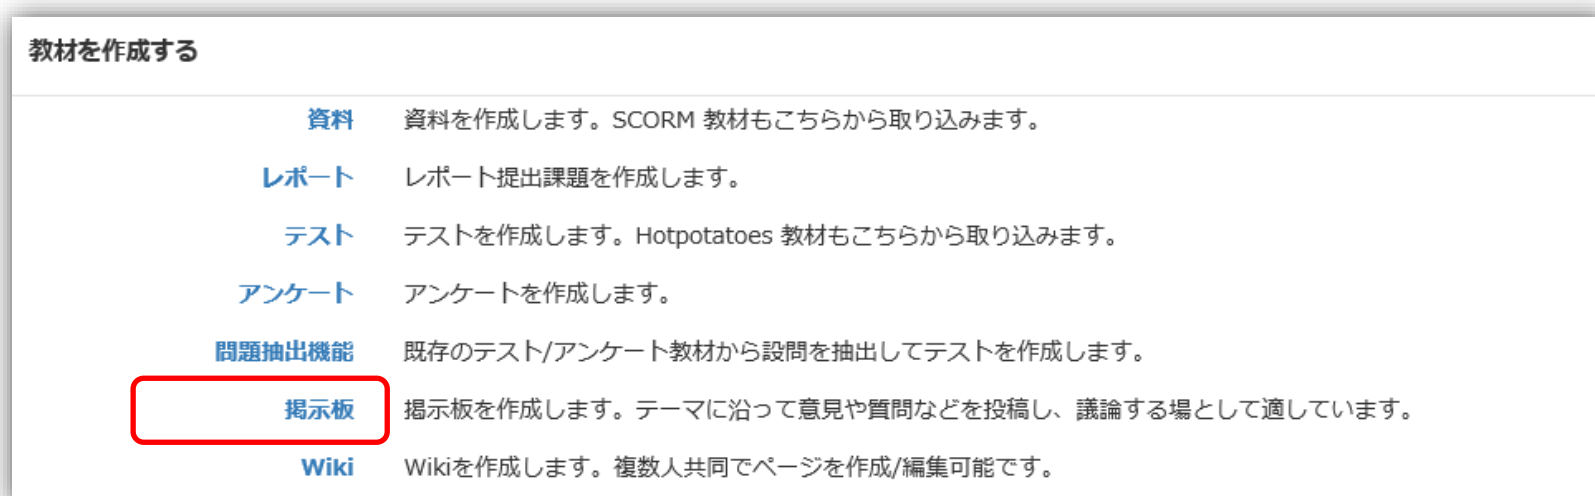 教材を作成する
資料 資料を作成します。SCORM 教材もこちらから取り込みます。
レポート レポート提出課題を作成します。
テスト テストを作成します。Hotpotatoes 教材もこちらから取り込みます。
アンケート アンケートを作成します。
問題抽出機能 既存のテスト/アンケート教材から設問を抽出してテストを作成します。
掲示板 掲示板を作成します。テーマに沿って意見や質問などを投稿し、議論する場として適しています。
Wiki Wikiを作成します。複数人共同でページを作成/編集可能です。